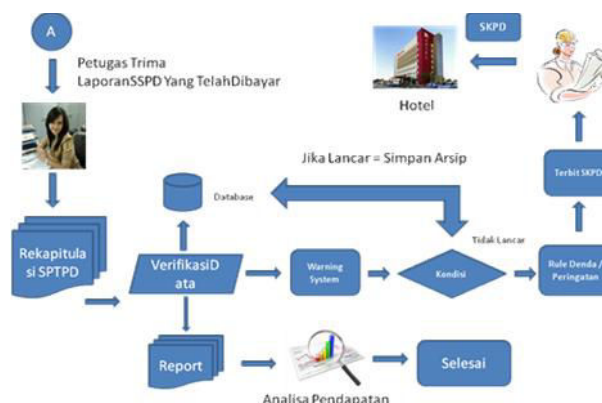 A
Petugas Trima
LaporanSSPD Yang TelahDibayar
SKPD
Hotel
Jika Lancar = Simpan Arsip
Database
Terbit SKPD
Tidali Lancar
Rekapitula
si SPTPD
VerifikasiD
ata
Warning
System
Kondisi
Rule Denda /
Peringatan
Report
Selesai
Analisa Pendapatan